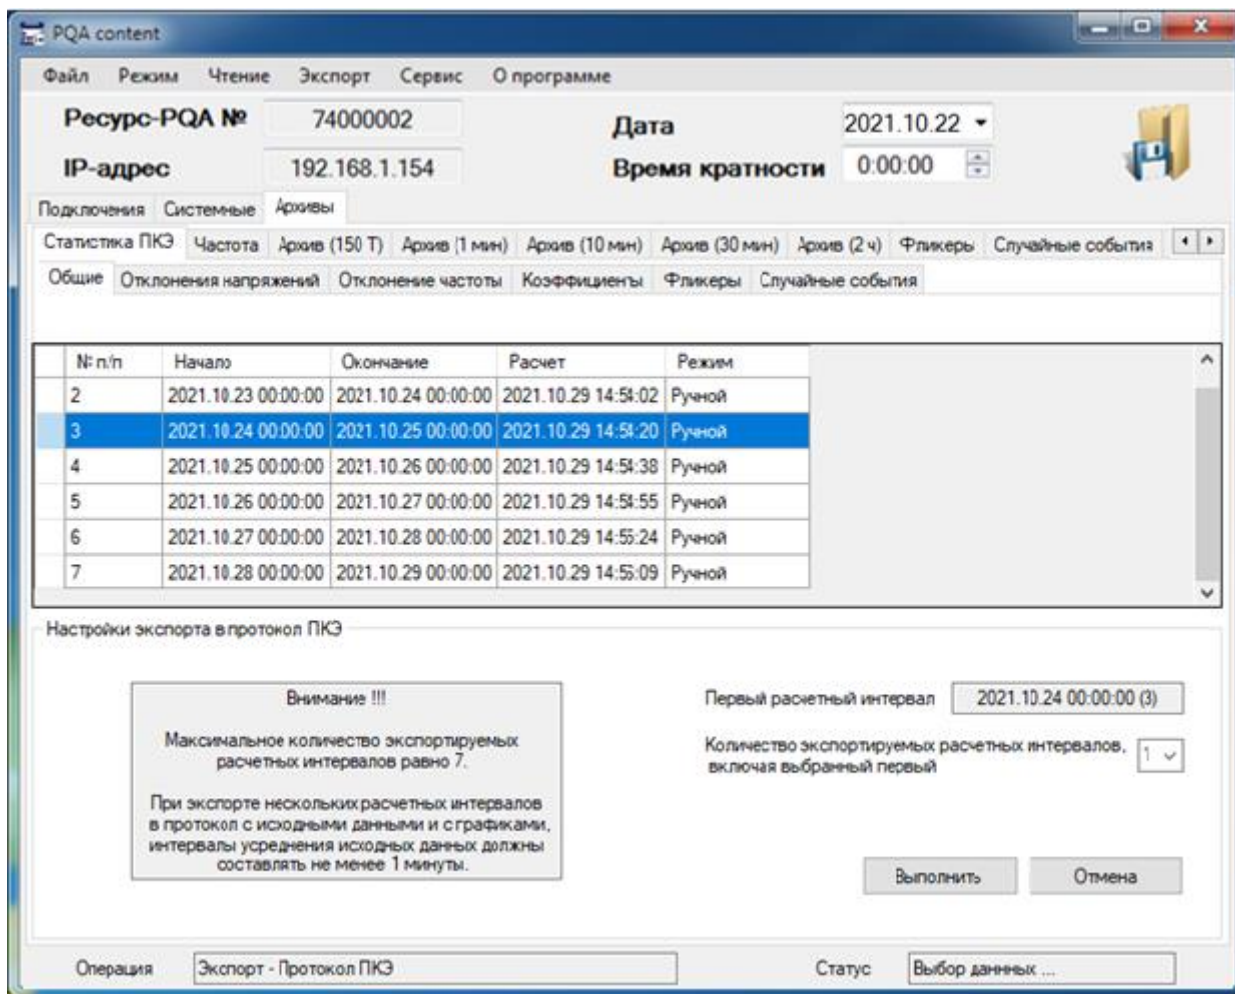 PQA content
Файл Режим Чтение Экспорт Сервис О программе
Ресурс-PQA № 74000002 Дата 2021.10.22
IP-адрес 192.168.1.154 Время кратности 0:00:00
Подключения Системные Архивы
Статистика ПКЭ Частота Архив (150 T) Архив (1 мин) Архив (10 мин) Архив (30 мин) Архив (2 ч) Фликеры Случайные события
Общие Отклонения напряжений Отклонение частоты Коэффициенты Фликеры Случайные события
№ п/п Начало Окончание Расчет Режим
2 2021.10.23 00:00:00 2021.10.24 00:00:00 2021.10.29 14:54:02 Ручной
3 2021.10.24 00:00:00 2021.10.25 00:00:00 2021.10.29 14:54:20 Ручной
4 2021.10.25 00:00:00 2021.10.26 00:00:00 2021.10.29 14:54:38 Ручной
5 2021.10.26 00:00:00 2021.10.27 00:00:00 2021.10.29 14:54:55 Ручной
6 2021.10.27 00:00:00 2021.10.28 00:00:00 2021.10.29 14:55:24 Ручной
7 2021.10.28 00:00:00 2021.10.29 00:00:00 2021.10.29 14:55:09 Ручной
Настройки экспорта в протокол ПКЭ
Внимание !!!
Максимальное количество экспортируемых
расчетных интервалов равно 7.
При экспорте нескольких расчетных интервалов
в протокол с исходными данными и с графиками,
интервалы усреднения исходных данных должны
составлять не менее 1 минуты.
Первый расчетный интервал 2021.10.24 00:00:00 (3)
Количество экспортируемых расчетных интервалов,
включая выбранный первый 1
Выполнить Отмена
Операция Экспорт - Протокол ПКЭ Статус Выбор даннных ...